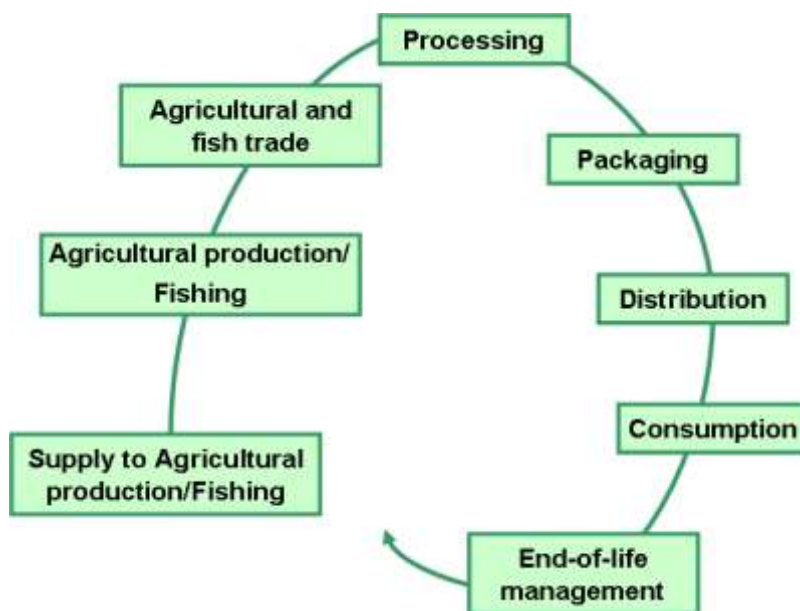 Processing
Agricultural and
fish trade
Packaging
Agricultural production/
Fishing
Distribution
Consumption
Supply to Agricultural
production/Fishing
End-of-life
management